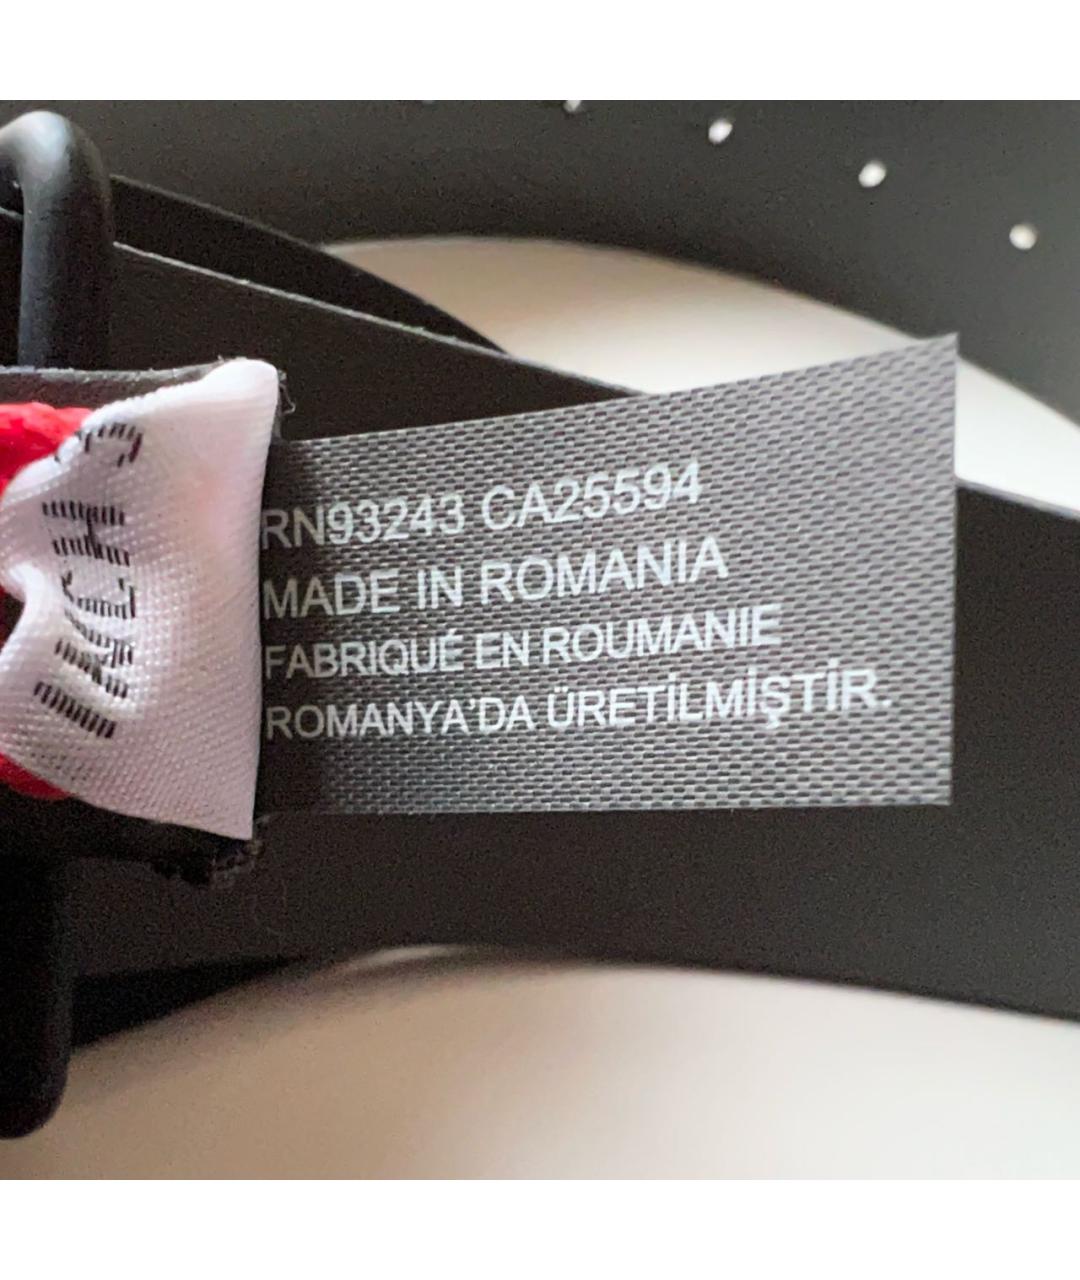 RN93243 CA25594
MADE IN ROMANIA
FABRIQUÉ EN ROUMANIE
ROMANYA'DA ÜRETİLMİŞTİR.